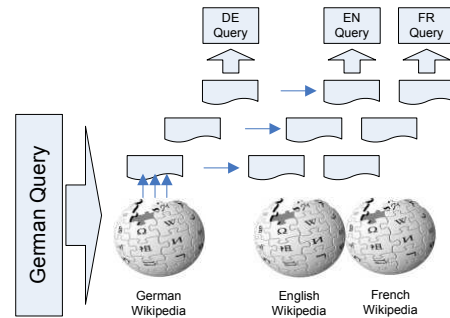 DE
Query
EN
Query
FR
Query
German Query
German
Wikipedia
English
Wikipedia
French
Wikipedia